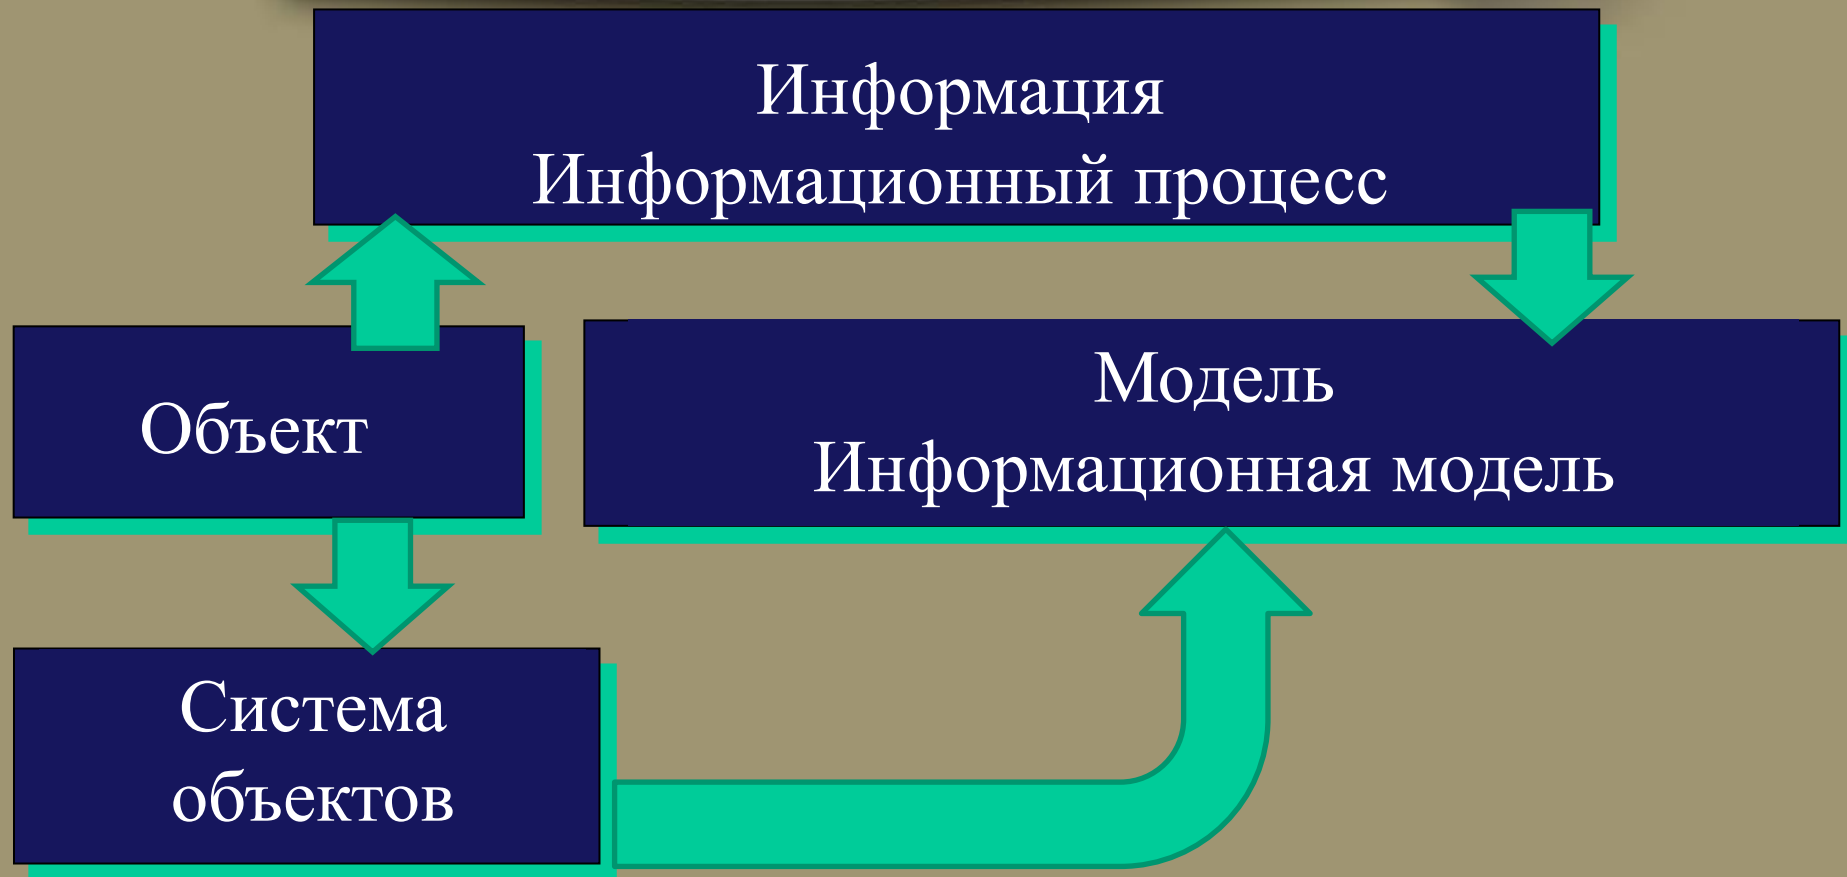 Информация
Информационный процесс
Объект
Модель
Информационная модель
Система
объектов